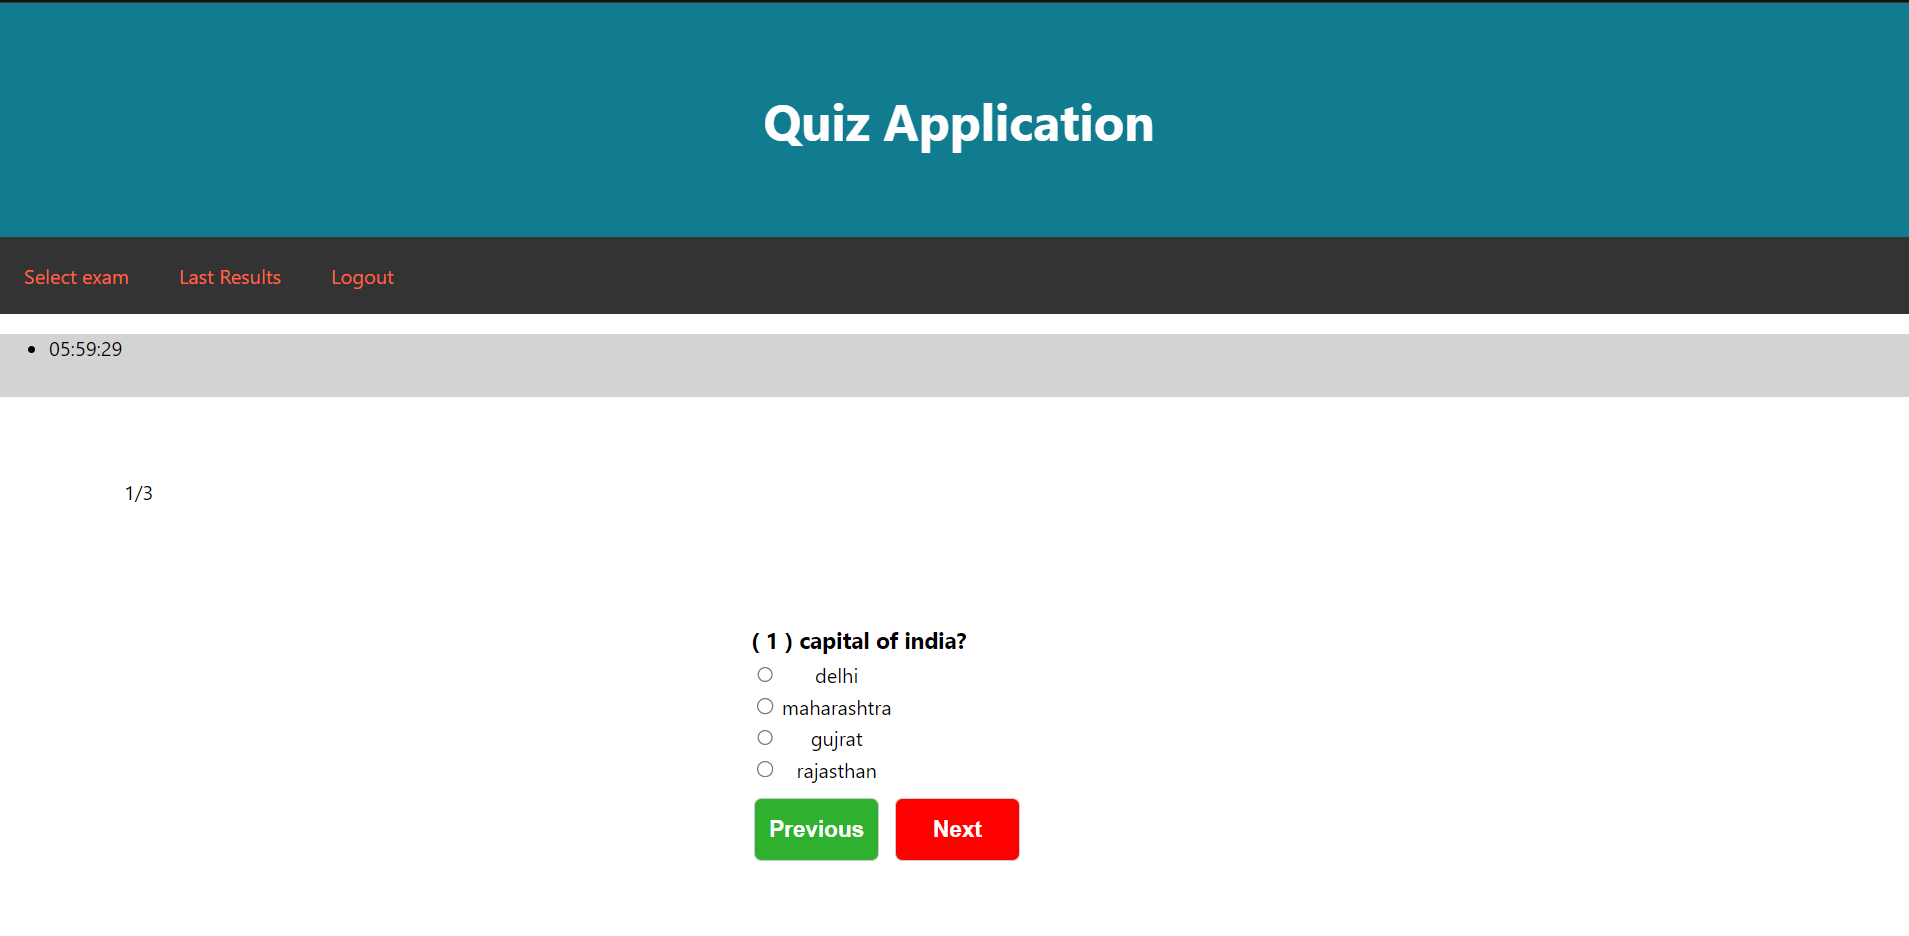 Quiz Application
Select exam Last Results Logout
05:59:29
1/3
( 1 ) capital of india?
delhi
maharashtra
gujrat
rajasthan
Previous Next